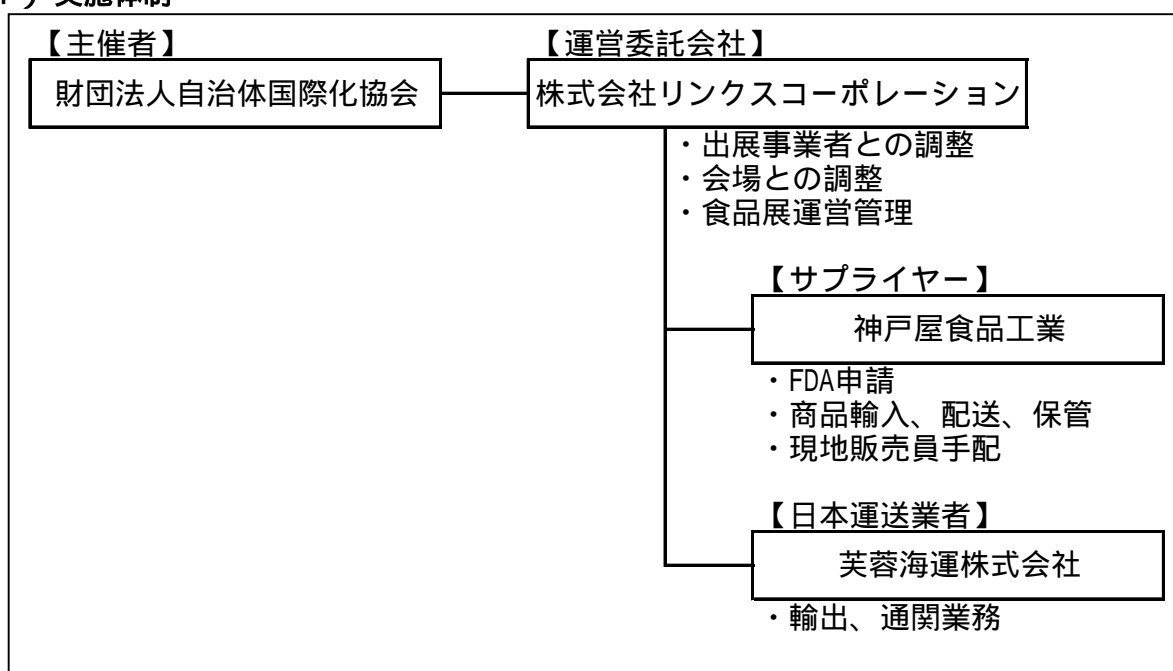 実施体制
【主催者】
財団法人自治体国際化協会
【運営委託会社】
株式会社リンクスコーポレーション
・出展事業者との調整
・会場との調整
・食品展運営管理
【サプライヤー】
神戸屋食品工業
・FDA申請
・商品輸入、配送、保管
・現地販売員手配
【日本運送業者】
芙蓉海運株式会社
・輸出、通関業務